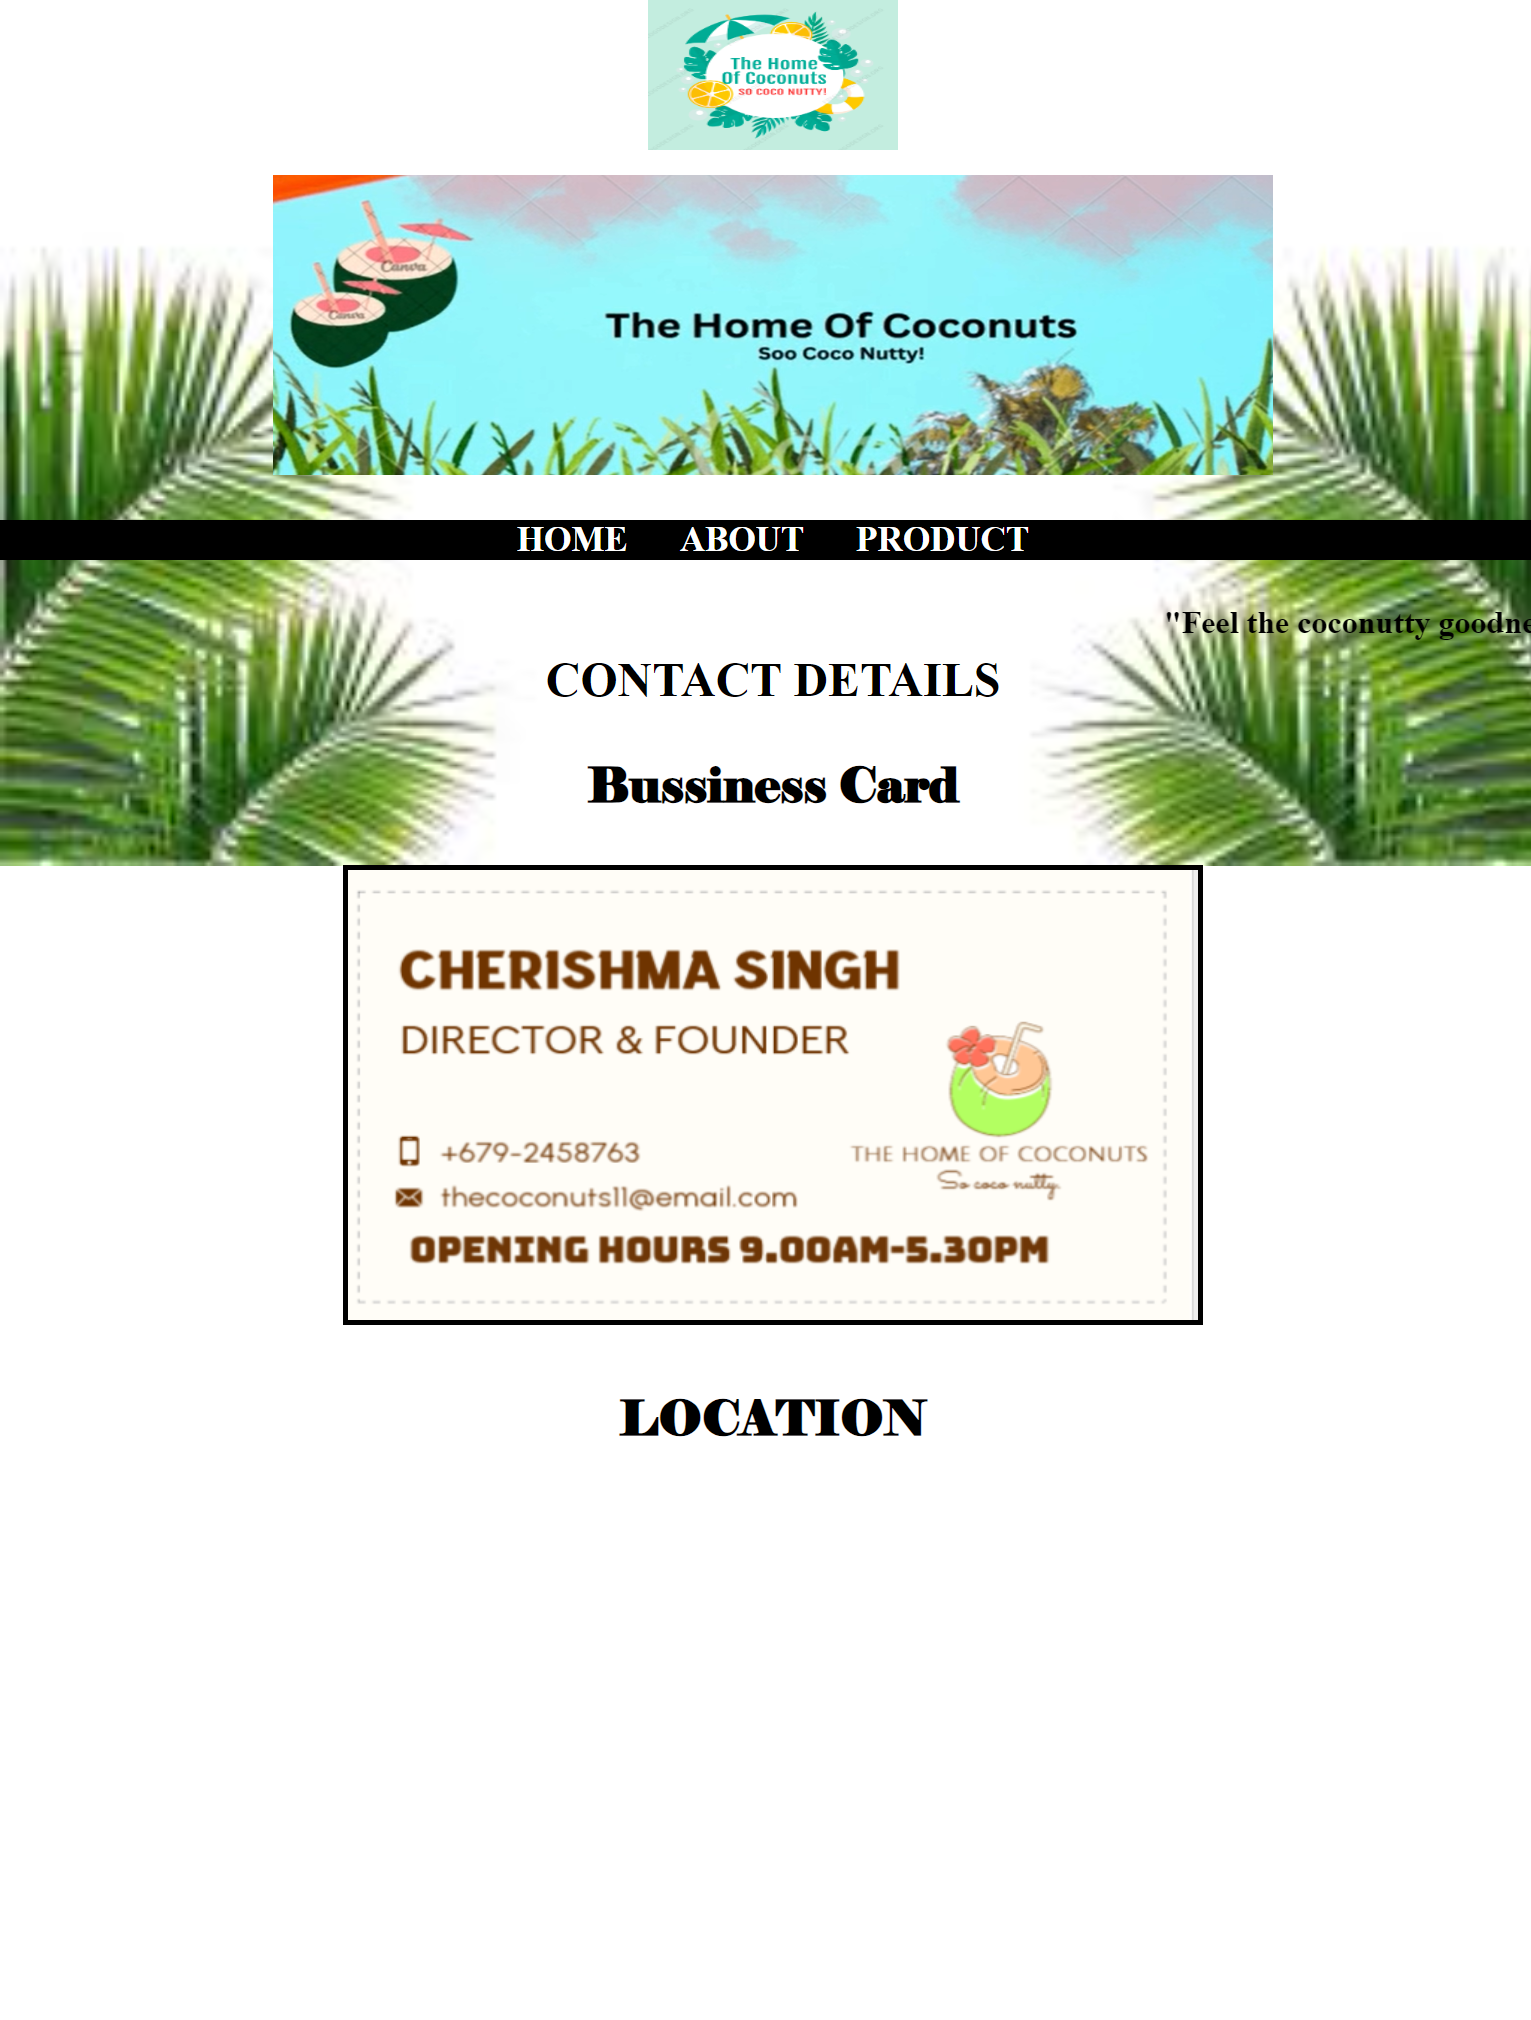 The Home
Of Coconuts
SO COCO NUTTY!
Canva
Canva
The Home Of Coconuts
Soo Coco Nutty!
HOME ABOUT PRODUCT
"Feel the coconutty goodne
CONTACT DETAILS
Bussiness Card
CHERISHMA SINGH
DIRECTOR & FOUNDER
+679-2458763
thecoconuts11@email.com
THE HOME OF COCONUTS
So coco nutty.
OPENING HOURS 9.00AM-5.30PM
LOCATION